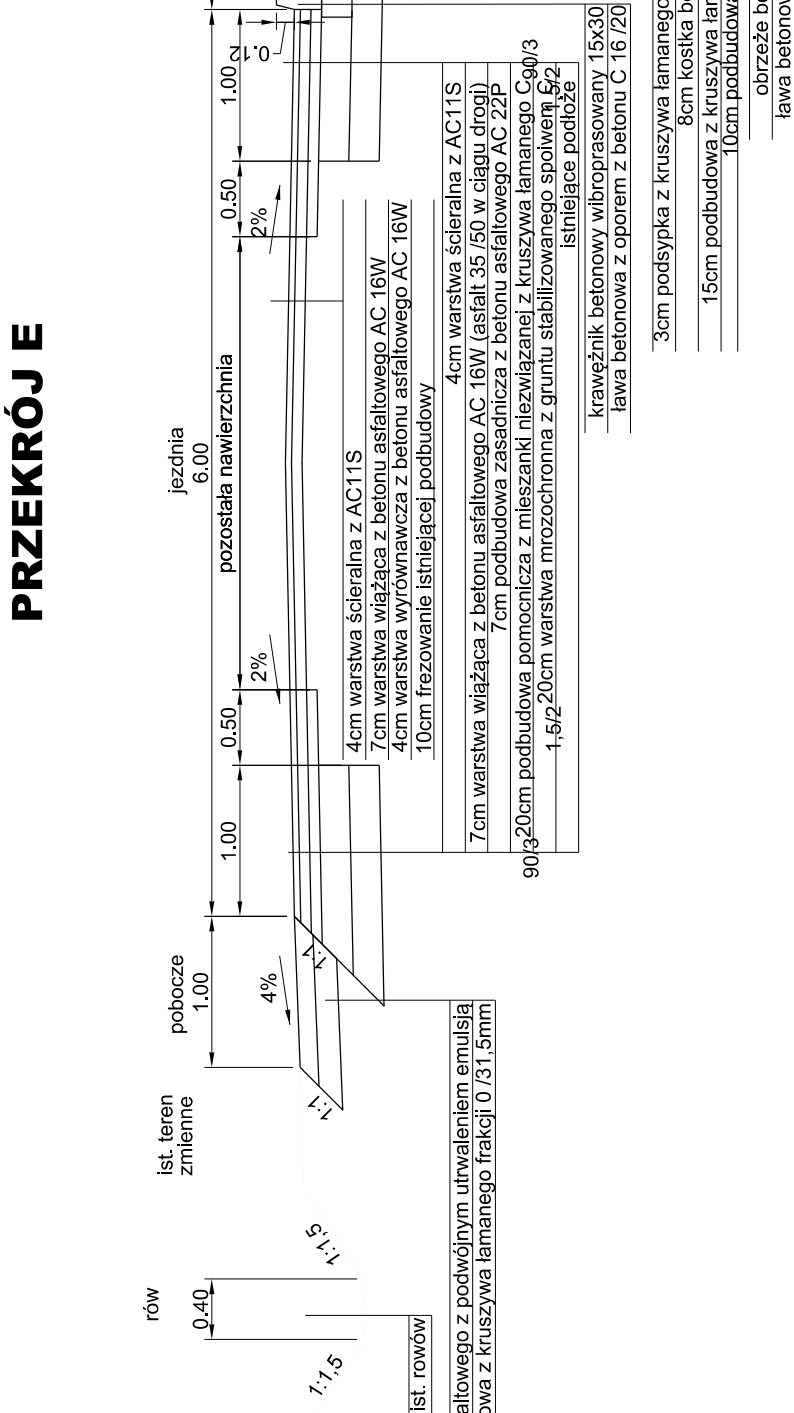 PRZEKRÓJ E
rów
0.40
ist. teren
zmienne
pobocze
1.00
jezdnia
6.00
pozostała nawierzchnia
1.00
0.50
0.50
1.00
0.12
4%
2%
2%
1:1,5
1:1,5
1:1
1:1
4cm warstwa ścieralna z AC11S
7cm warstwa wiążąca z betonu asfaltowego AC 16W
4cm warstwa wyrównawcza z betonu asfaltowego AC 16W
10cm frezowanie istniejącej podbudowy
4cm warstwa ścieralna z AC11S
7cm warstwa wiążąca z betonu asfaltowego AC 16W (asfalt 35 /50 w ciągu drogi)
7cm podbudowa zasadnicza z betonu asfaltowego AC 22P
20cm podbudowa pomocnicza z mieszanki niezwiązanej z kruszywa łamanego C 90/3
90/3
20cm warstwa mrozochronna z gruntu stabilizowanego spoiwem C 1,5/2
1,5/2
istniejące podłoże
krawężnik betonowy wibroprasowany 15x30
ława betonowa z oporem z betonu C 16 /20
3cm podsypka z kruszywa łamanego
8cm kostka
15cm podbudowa z kruszywa
10cm podbudowa
obrzeże
ława
ist. rowów
altowego z podwójnym utrwaleniem emulsją
owa z kruszywa łamanego frakcji 0 /31,5mm